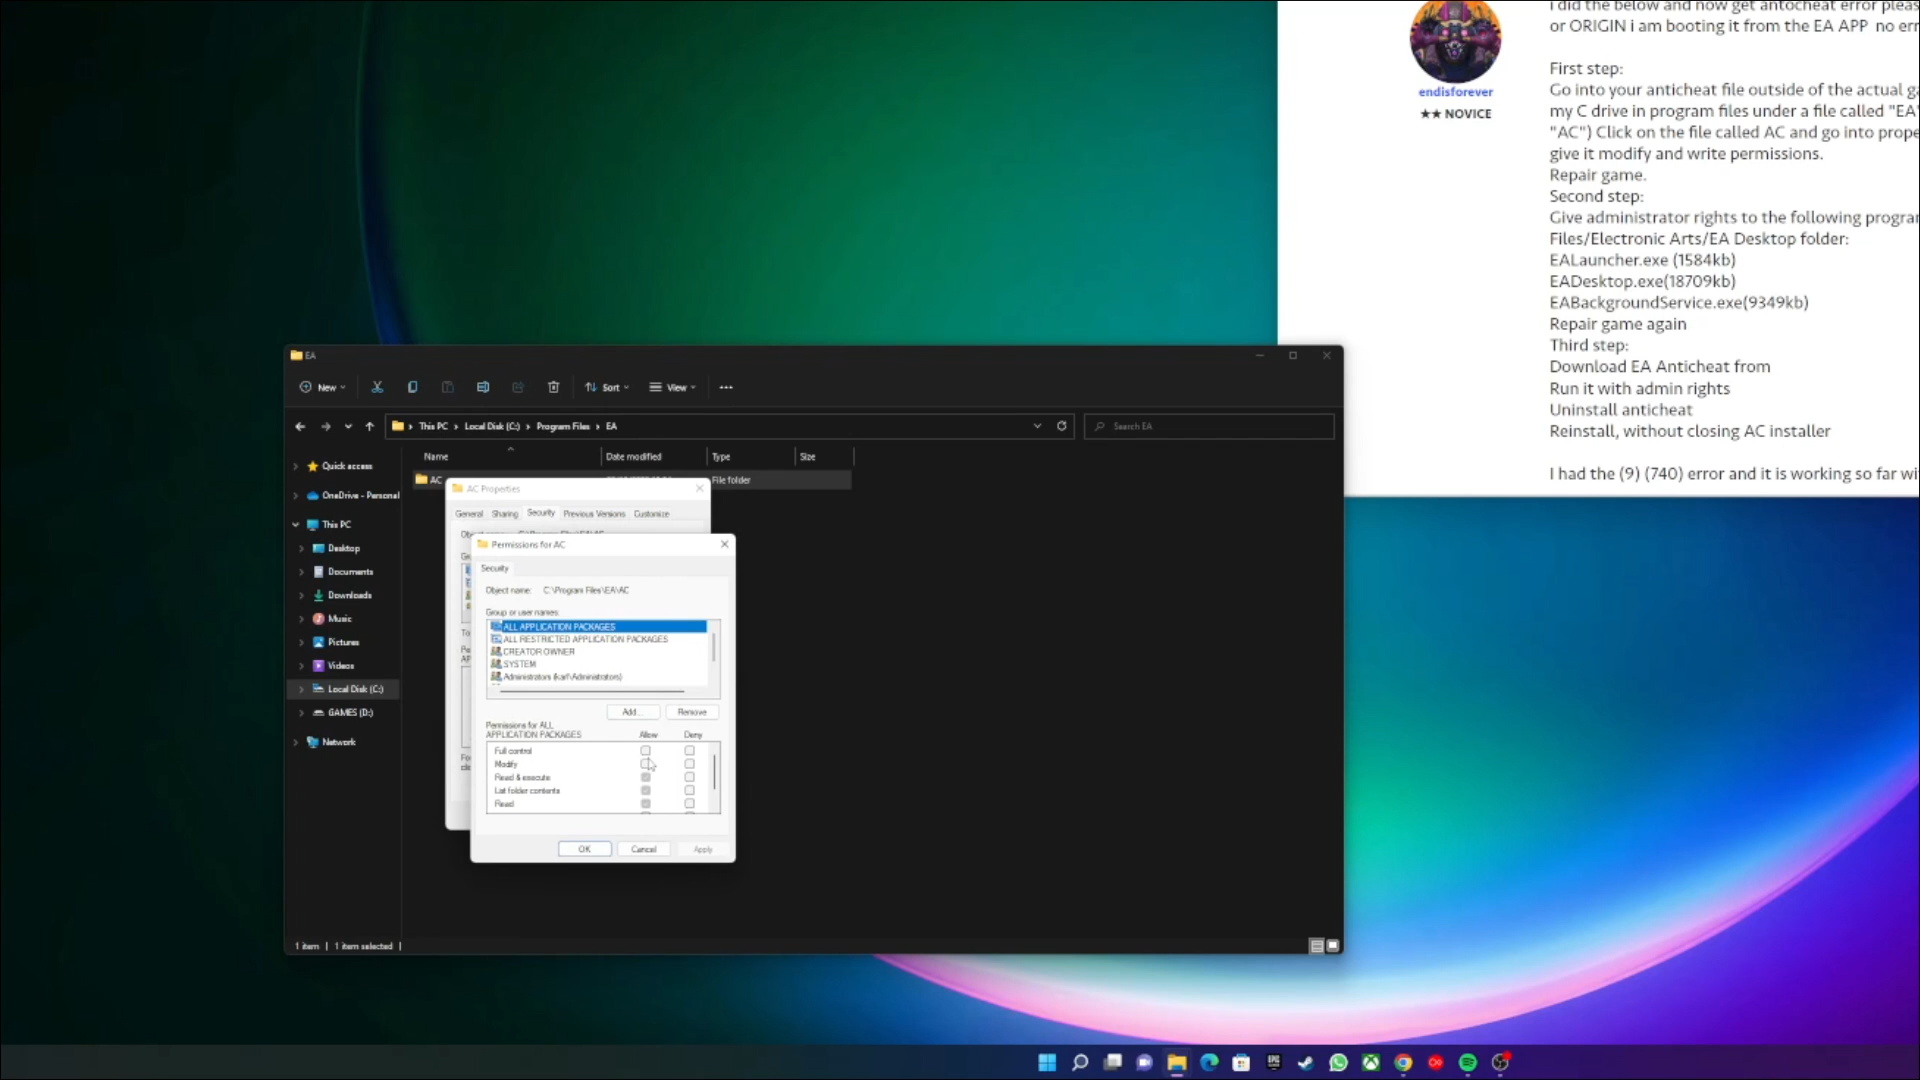 I did the below and now get antocheat error pleas
or ORIGIN i am booting it from the EA APP no err
endisforever
★★ NOVICE
First step:
Go into your anticheat file outside of the actual ga
my C drive in program files under a file called "EA"
"AC") Click on the file called AC and go into prope
give it modify and write permissions.
Repair game.
Second step:
Give administrator rights to the following progran
Files/Electronic Arts/EA Desktop folder:
EALauncher.exe (1584kb)
EADesktop.exe(18709kb)
EABackgroundService.exe(9349kb)
Repair game again
Third step:
Download EA Anticheat from
Run it with admin rights
Uninstall anticheat
Reinstall, without closing AC installer
I had the (9) (740) error and it is working so far wi
EA
New
Sort
View
This PC > Local Disk (C:) > Program Files > EA
Search EA
Name
Date modified
Type
Size
Quick access
OneDrive - Personal
This PC
Desktop
Documents
Downloads
Music
Pictures
Videos
Local Disk (C:)
GAMES (D:)
Network
AC
File folder
AC Properties
General
Sharing
Security
Previous Versions
Customize
Permissions for AC
Security
Object name: C:\Program Files\EA\AC
Group or user names:
ALL APPLICATION PACKAGES
ALL RESTRICTED APPLICATION PACKAGES
CREATOR OWNER
SYSTEM
Administrators (karl\Administrators)
Add...
Remove
Permissions for ALL
APPLICATION PACKAGES
Allow
Deny
Full control
Modify
Read & execute
List folder contents
Read
OK
Cancel
Apply
1 item
1 item selected